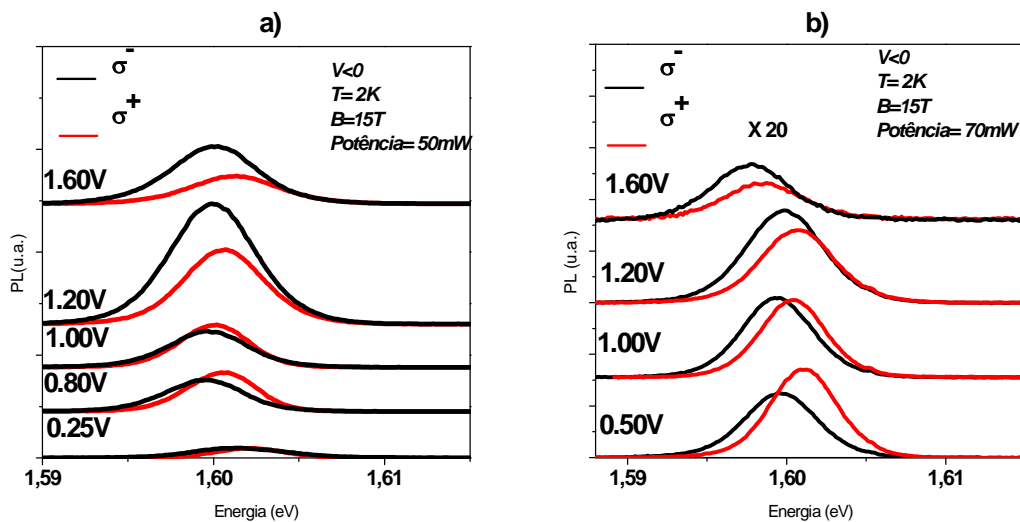 a)
σ-
σ+
V<0
T= 2K
B=15T
Potência= 50mW
1.60V
1.20V
1.00V
0.80V
0.25V
PL(u.a.)
1,59
1,60
1,61
Energia (eV)
b)
σ-
σ+
V<0
T= 2K
B=15T
Potência= 70mW
X 20
1.60V
1.20V
1.00V
0.50V
PL (u.a.)
1,59
1,60
1,61
Energia (eV)